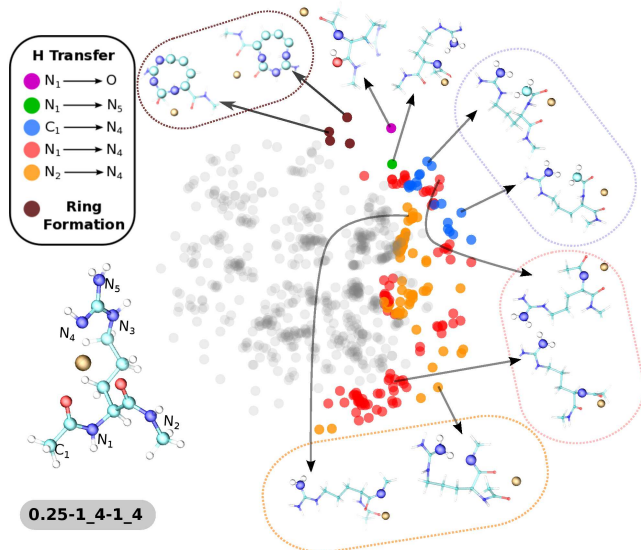 H Transfer
N₁ ⟶ O
N₁ ⟶ N₅
C₁ ⟶ N₄
N₁ ⟶ N₄
N₂ ⟶ N₄
Ring
Formation
N₅
N₄
N₃
N₂
N₁
C₁
0.25-1_4-1_4